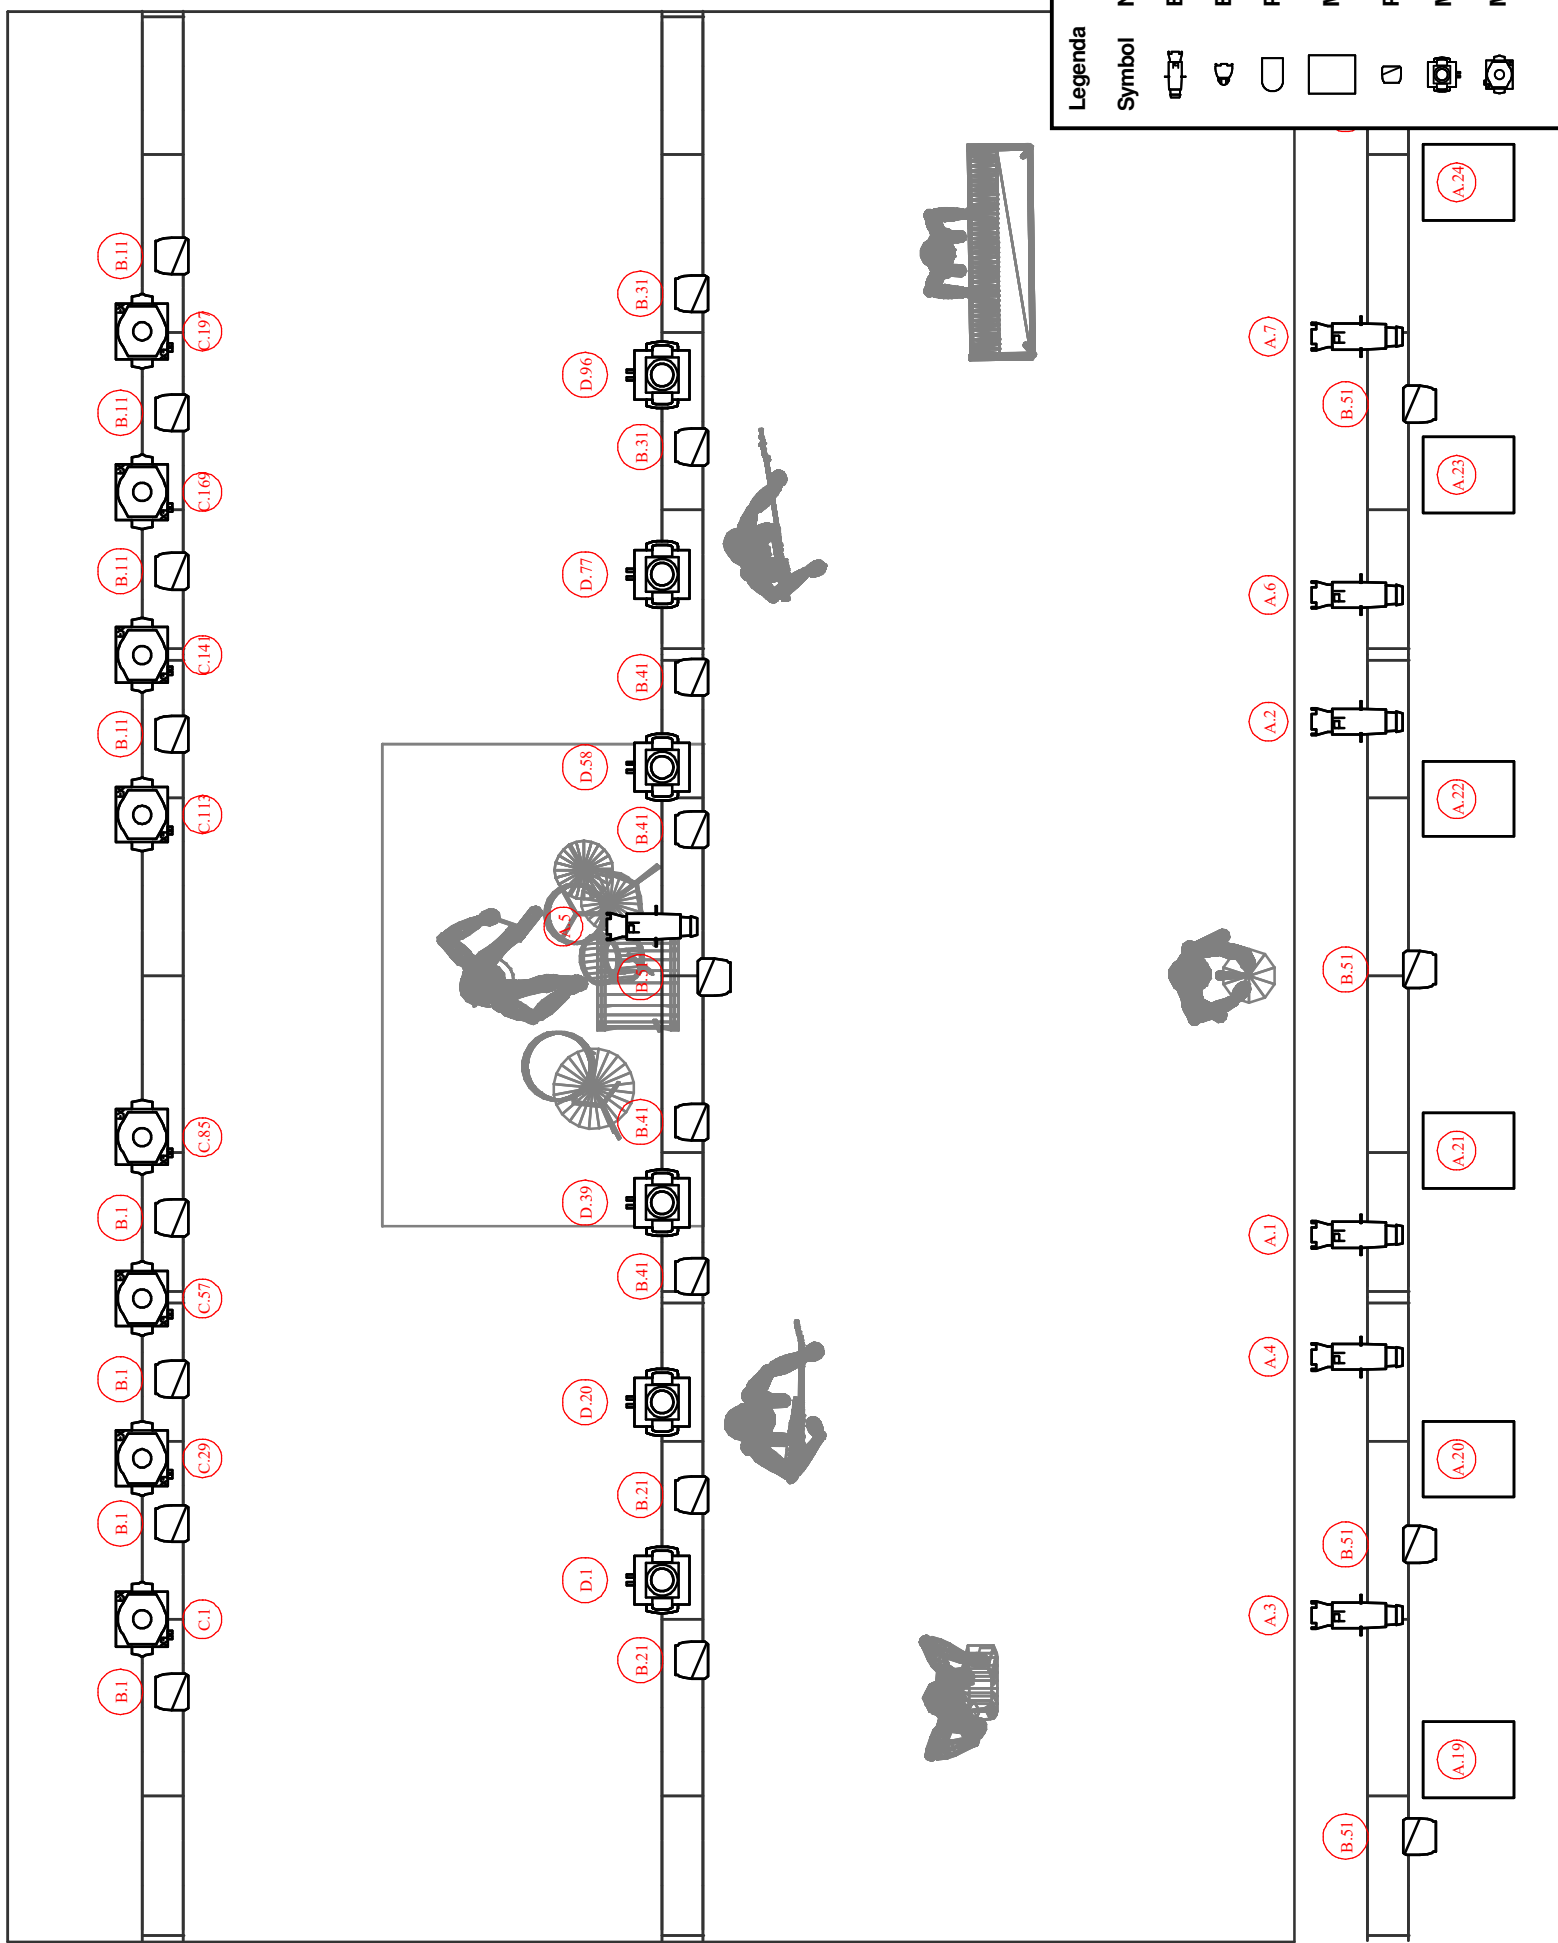 B.1 B.1 B.1 B.1 B.11 B.11 B.11 B.11
C.1 C.29 C.57 C.85 C.113 C.141 C.169 C.197
A.5
D.1 D.20 D.39 D.58 D.77 D.96
B.21 B.21 B.41 B.41 B.51 B.41 B.41 B.31 B.31
Legenda
Symbol
A.3 A.4 A.1 A.2 A.6 A.7
B.51 B.51 B.51 B.51
A.19 A.20 A.21 A.22 A.23 A.24